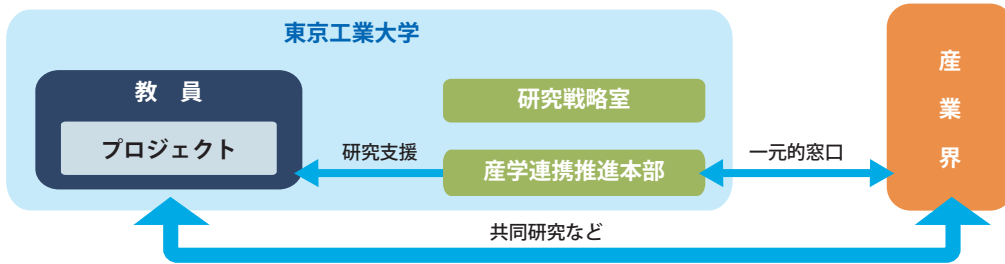 東京工業大学
教 員
プロジェクト
研究戦略室
研究支援
産学連携推進本部
一元的窓口
産
業
界
共同研究など